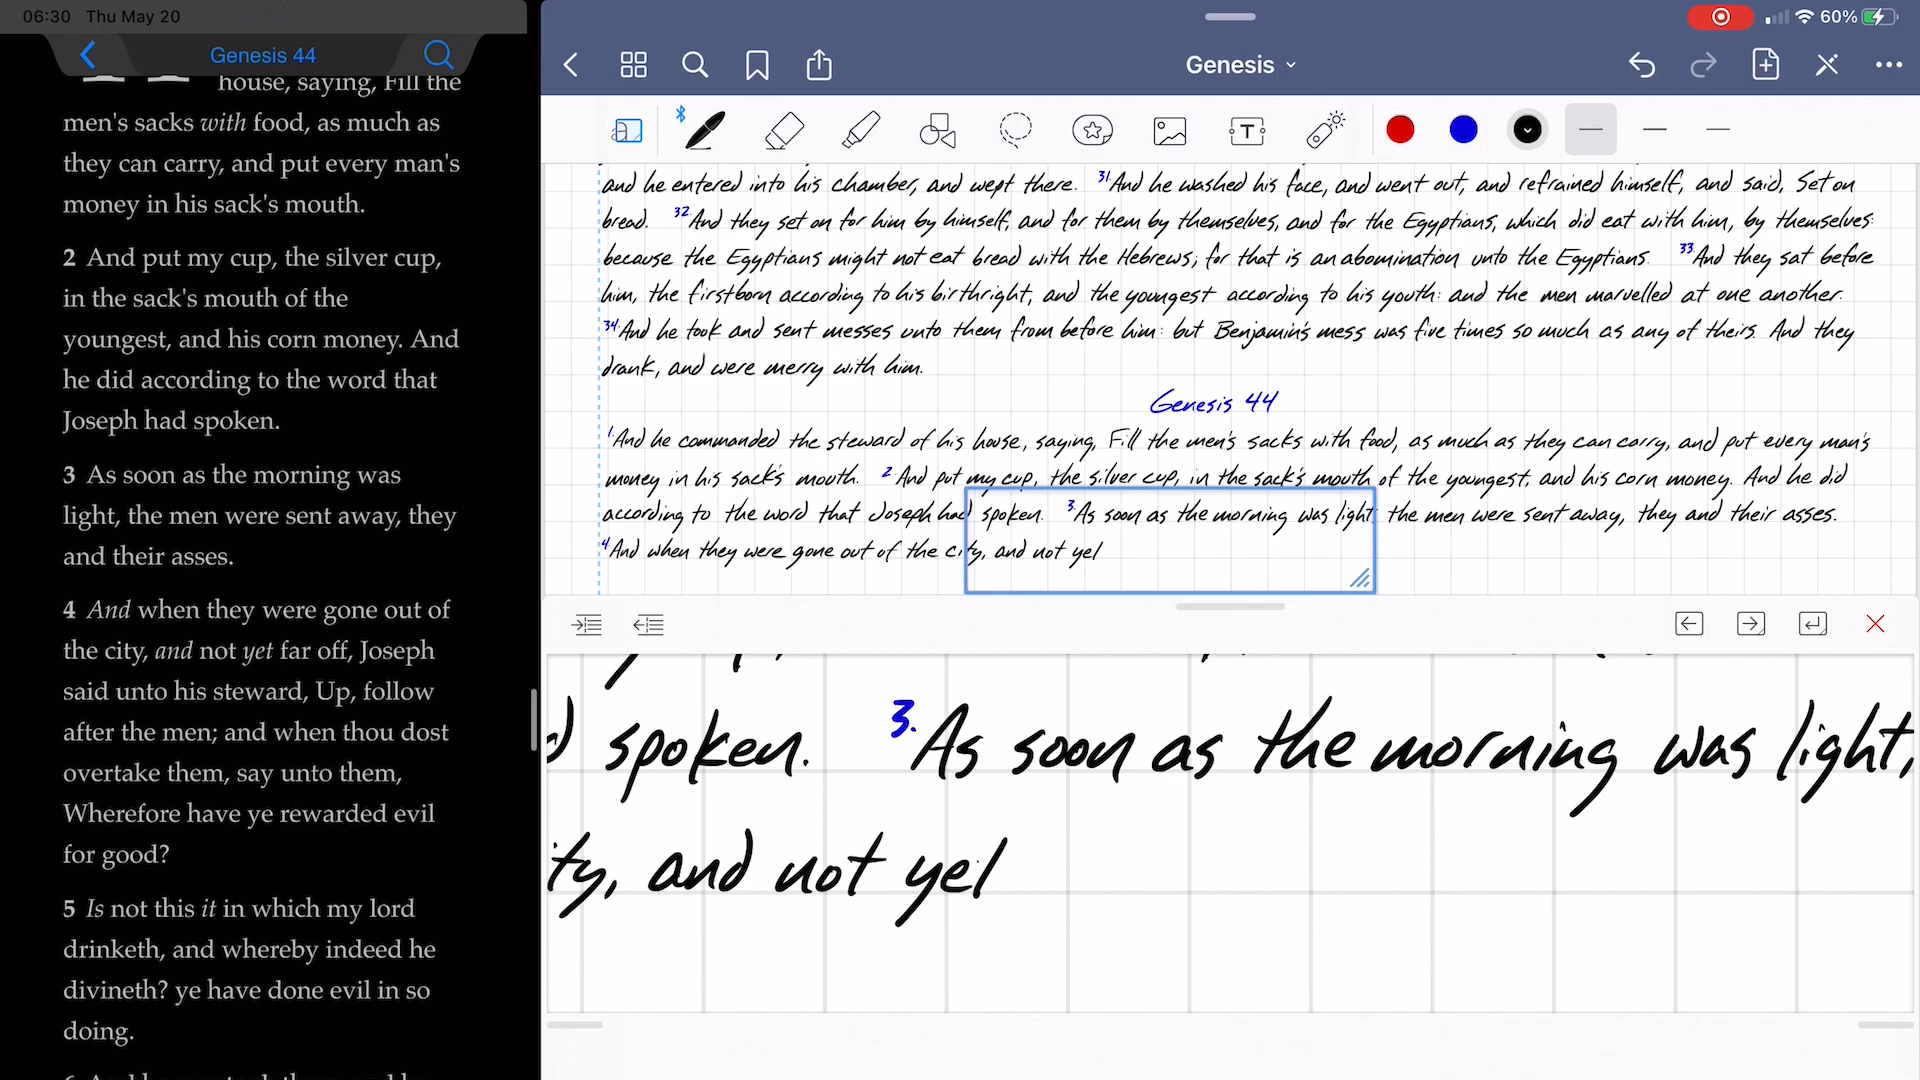 06:30 Thu May 20
Genesis 44
house, saying, Fill the
men's sacks with food, as much as
they can carry, and put every man's
money in his sack's mouth.
2 And put my cup, the silver cup,
in the sack's mouth of the
youngest, and his corn money. And
he did according to the word that
Joseph had spoken.
3 As soon as the morning was
light, the men were sent away, they
and their asses.
4 And when they were gone out of
the city, and not yet far off, Joseph
said unto his steward, Up, follow
after the men; and when thou dost
overtake them, say unto them,
Wherefore have ye rewarded evil
for good?
5 Is not this it in which my lord
drinketh, and whereby indeed he
divineth? ye have done evil in so
doing.
60%
Genesis
and he entered into his chamber, and wept there. 31. And he washed his face, and went out, and refrained himself, and said, Set on
bread. 32. And they set on for him by himself, and for them by themselves, and for the Egyptians, which did eat with him, by themselves:
because the Egyptians might not eat bread with the Hebrews; for that is an abomination unto the Egyptians. 33. And they sat before
him, the firstborn according to his birthright, and the youngest according to his youth: and the men marvelled at one another.
34. And he took and sent messes unto them from before him: but Benjamin's mess was five times so much as any of theirs. And they
drank, and were merry with him.
Genesis 44
1. And he commanded the steward of his house, saying, Fill the men's sacks with food, as much as they can carry, and put every man's
money in his sack's mouth. 2. And put my cup, the silver cup, in the sack's mouth of the youngest, and his corn money. And he did
according to the word that Joseph had spoken. 3. As soon as the morning was light, the men were sent away, they and their asses.
4. And when they were gone out of the city, and not yel
d spoken. 3. As soon as the morning was light,
ity, and not yel